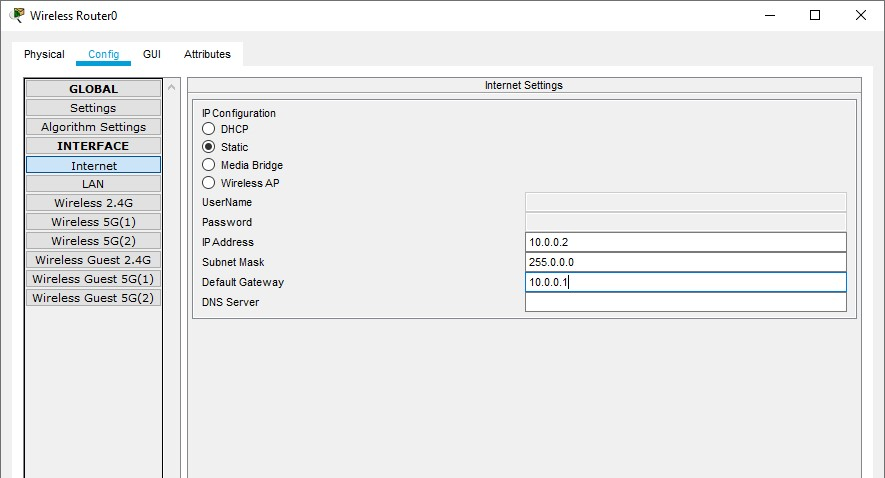 Wireless Router0
Physical Config GUI Attributes
GLOBAL
Settings
Algorithm Settings
INTERFACE
Internet
LAN
Wireless 2.4G
Wireless 5G(1)
Wireless 5G(2)
Wireless Guest 2.4G
Wireless Guest 5G(1)
Wireless Guest 5G(2)
Internet Settings
IP Configuration
DHCP
Static
Media Bridge
Wireless AP
UserName
Password
IP Address 10.0.0.2
Subnet Mask 255.0.0.0
Default Gateway 10.0.0.1
DNS Server